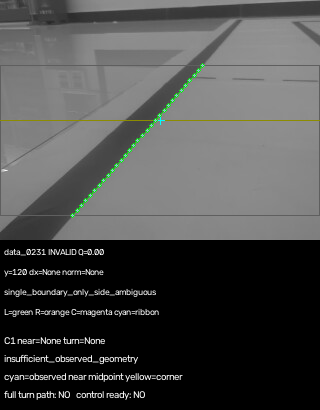 data_0231 INVALID Q=0.00
y=120 dx=None norm=None
single_boundary_only_side_ambiguous
L=green R=orange C=magenta cyan=ribbon
C1 near=None turn=None
insufficient_observed_geometry
cyan=observed near midpoint yellow=corner
full turn path: NO control ready: NO